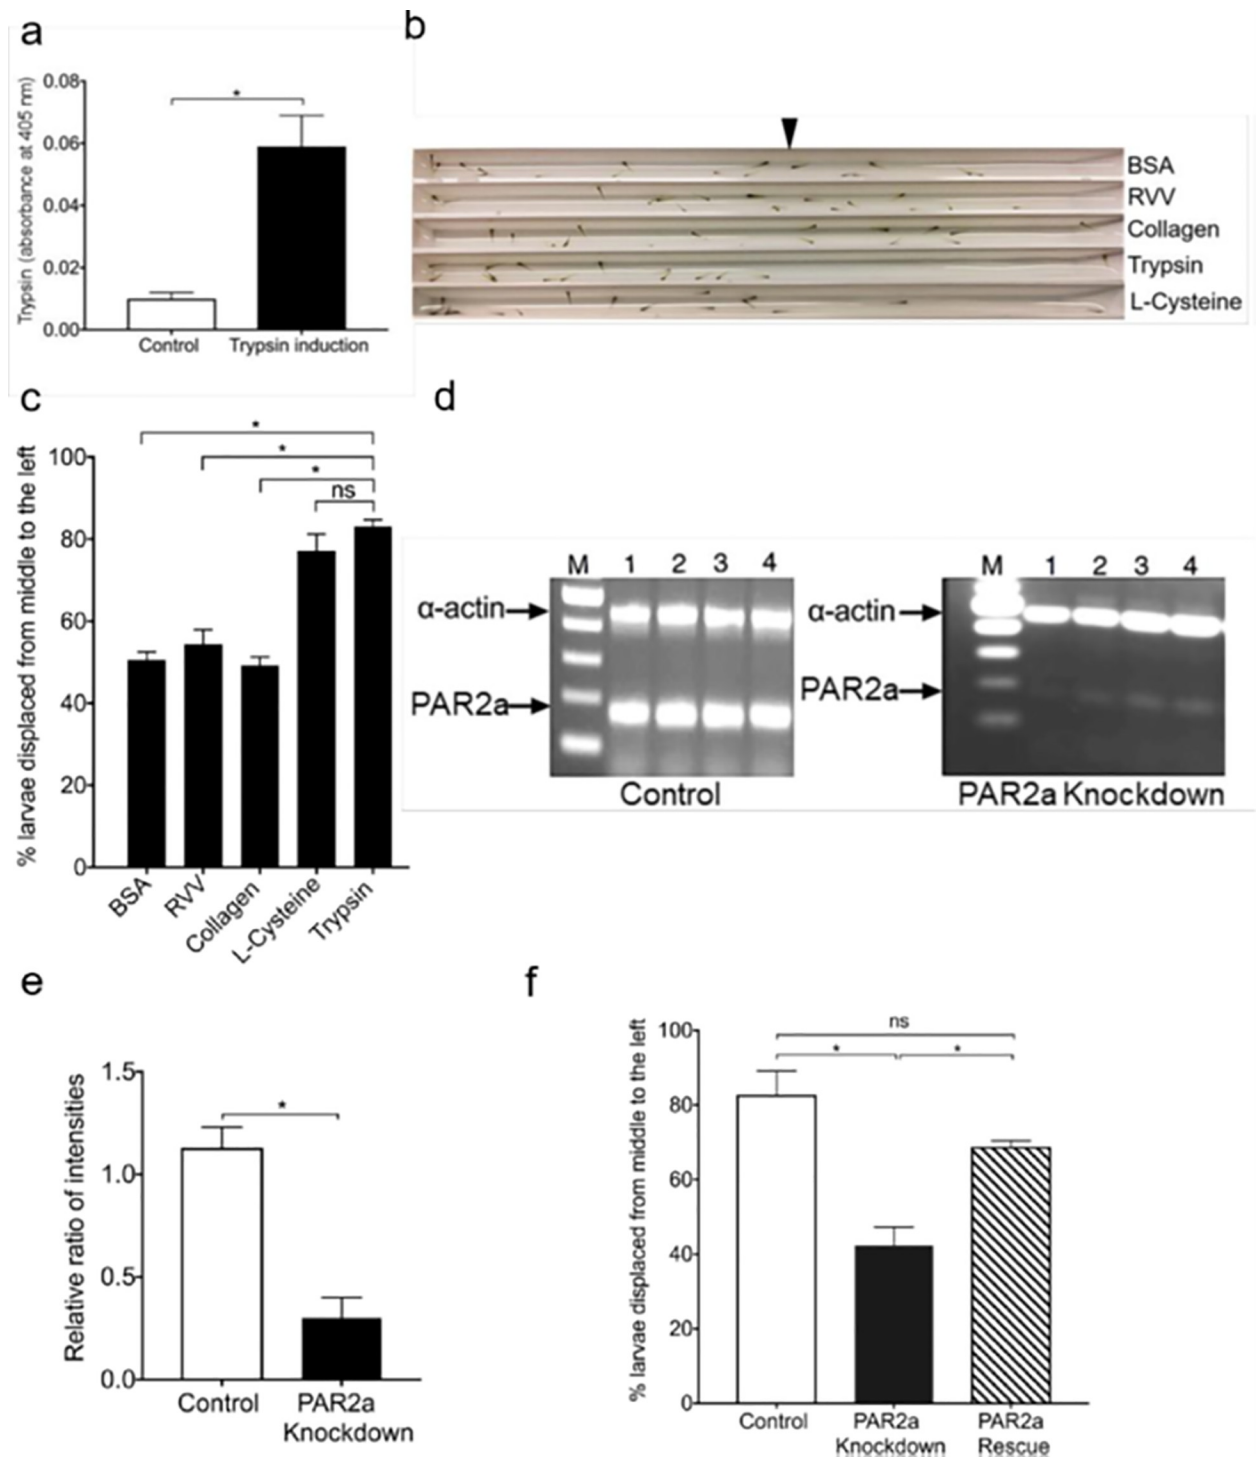 a
Trypsin (absorbance at 405 nm)
0.08
0.06
0.04
0.02
0.00
*
Control
Trypsin induction
b
BSA
RVV
Collagen
Trypsin
L-Cysteine
c
% larvae displaced from middle to the left
100
80
60
40
20
0
*
*
*
ns
BSA
RVV
Collagen
L-Cysteine
Trypsin
d
M 1 2 3 4
α-actin
PAR2a
Control
M 1 2 3 4
α-actin
PAR2a
PAR2a Knockdown
e
Relative ratio of intensities
1.5
1.0
0.5
0.0
*
Control
PAR2a
Knockdown
f
% larvae displaced from middle to the left
100
80
60
40
20
0
ns
* *
Control
PAR2a
Knockdown
PAR2a
Rescue